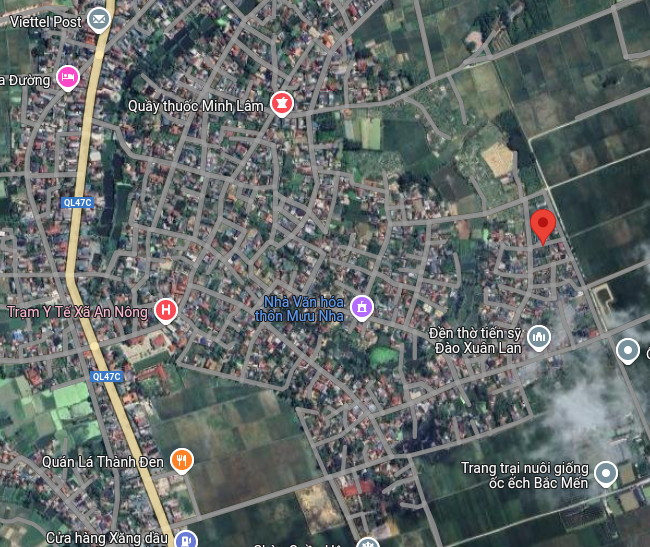 Viettel Post
a Đường
Quầy thuốc Minh Lâm
QL47C
Trạm Y Tế Xã An Nông
Nhà Văn hóa
thôn Mưu Nha
Đền thờ tiến sỹ
Đào Xuân Lan
QL47C
Quán Lá Thành Đen
Trang trại nuôi giống
ốc ếch Bắc Mến
Cửa hàng Xăng dầu